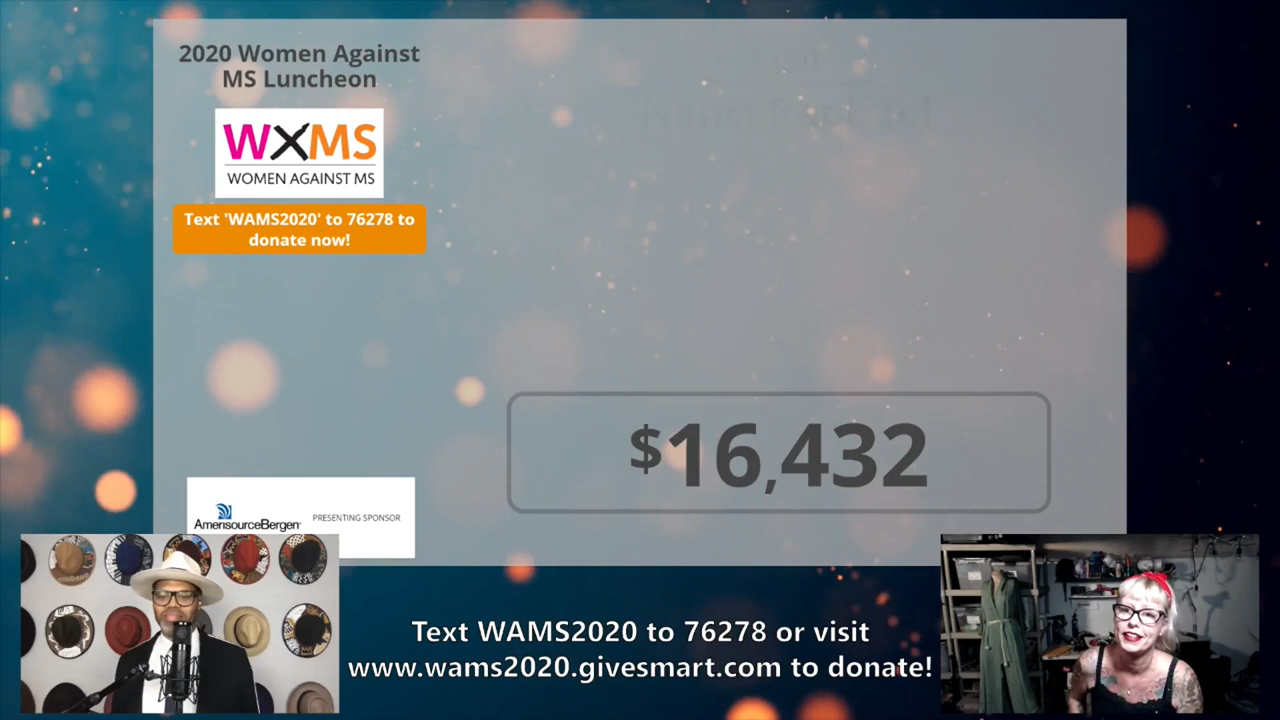 2020 Women Against
MS Luncheon
WXMS
WOMEN AGAINST MS
Text 'WAMS2020' to 76278 to
donate now!
$16,432
AmerisourceBergen
PRESENTING SPONSOR
Text WAMS2020 to 76278 or visit
www.wams2020.givesmart.com to donate!